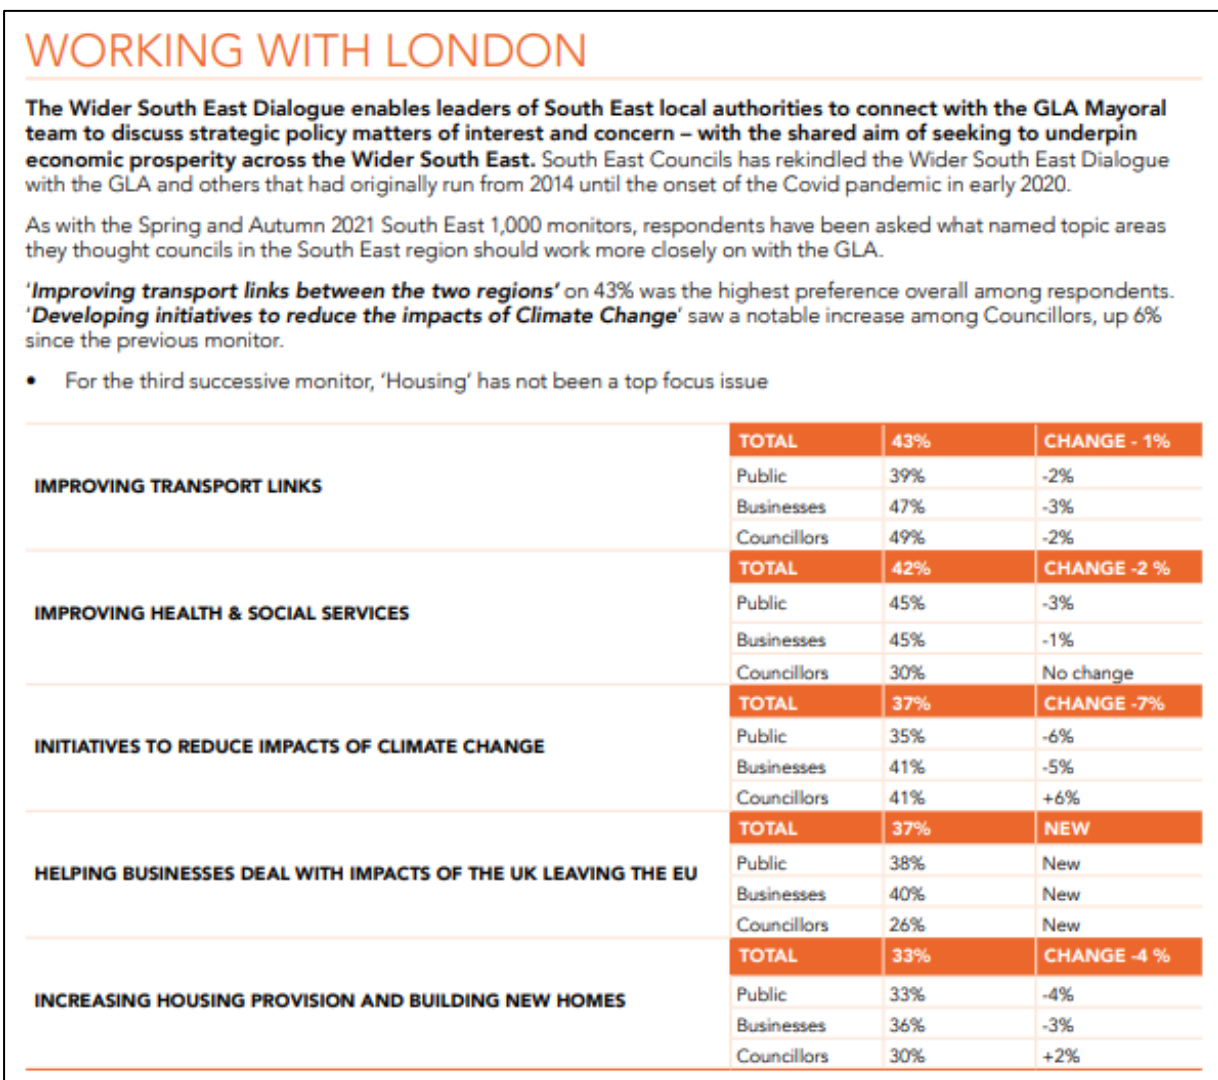 WORKING WITH LONDON
The Wider South East Dialogue enables leaders of South East local authorities to connect with the GLA Mayoral
team to discuss strategic policy matters of interest and concern – with the shared aim of seeking to underpin
economic prosperity across the Wider South East. South East Councils has rekindled the Wider South East Dialogue
with the GLA and others that had originally run from 2014 until the onset of the Covid pandemic in early 2020.
As with the Spring and Autumn 2021 South East 1,000 monitors, respondents have been asked what named topic areas
they thought councils in the South East region should work more closely on with the GLA.
'Improving transport links between the two regions' on 43% was the highest preference overall among respondents.
'Developing initiatives to reduce the impacts of Climate Change' saw a notable increase among Councillors, up 6%
since the previous monitor.
• For the third successive monitor, 'Housing' has not been a top focus issue
IMPROVING TRANSPORT LINKS
TOTAL 43% CHANGE - 1%
Public 39% -2%
Businesses 47% -3%
Councillors 49% -2%
IMPROVING HEALTH & SOCIAL SERVICES
TOTAL 42% CHANGE -2 %
Public 45% -3%
Businesses 45% -1%
Councillors 30% No change
INITIATIVES TO REDUCE IMPACTS OF CLIMATE CHANGE
TOTAL 37% CHANGE -7%
Public 35% -6%
Businesses 41% -5%
Councillors 41% +6%
HELPING BUSINESSES DEAL WITH IMPACTS OF THE UK LEAVING THE EU
TOTAL 37% NEW
Public 38% New
Businesses 40% New
Councillors 26% New
INCREASING HOUSING PROVISION AND BUILDING NEW HOMES
TOTAL 33% CHANGE -4 %
Public 33% -4%
Businesses 36% -3%
Councillors 30% +2%